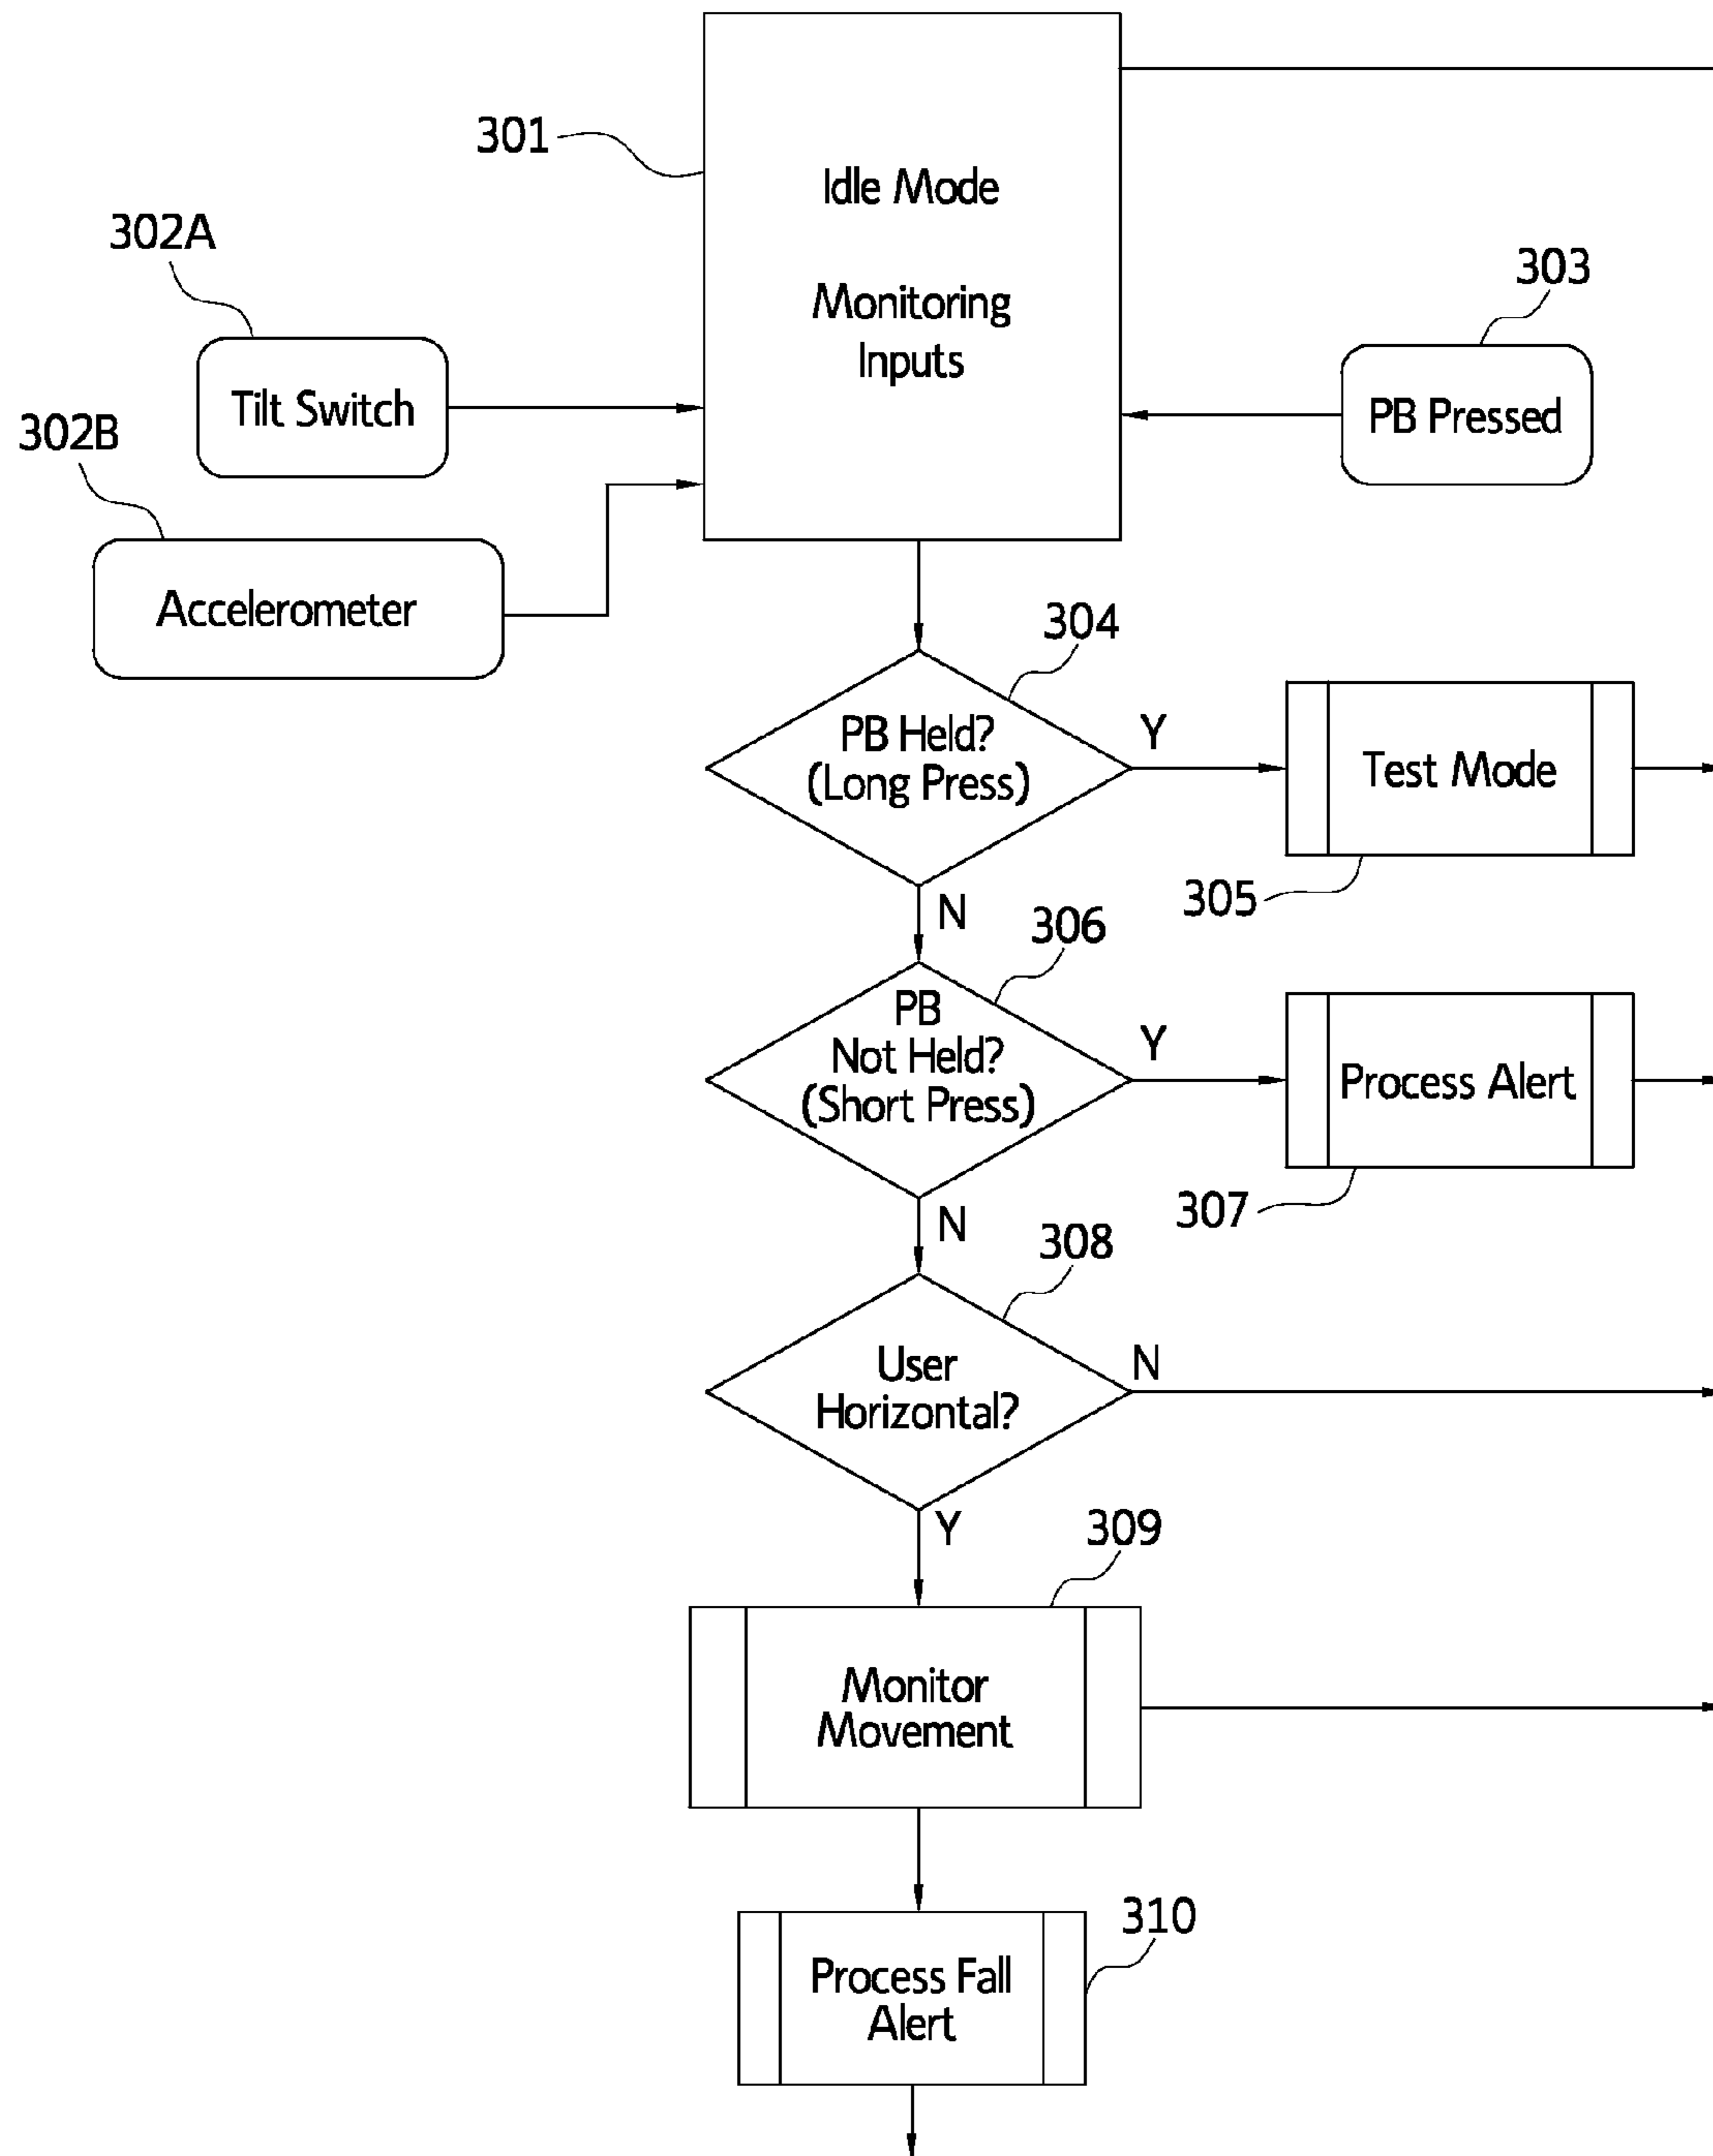 301
Idle Mode
Monitoring
Inputs
302A
Tilt Switch
303
PB Pressed
302B
Accelerometer
304
PB Held?
(Long Press)
Y
Test Mode
305
N
306
PB
Not Held?
(Short Press)
Y
Process Alert
307
N
308
User
Horizontal?
N
Y
309
Monitor
Movement
310
Process Fall
Alert